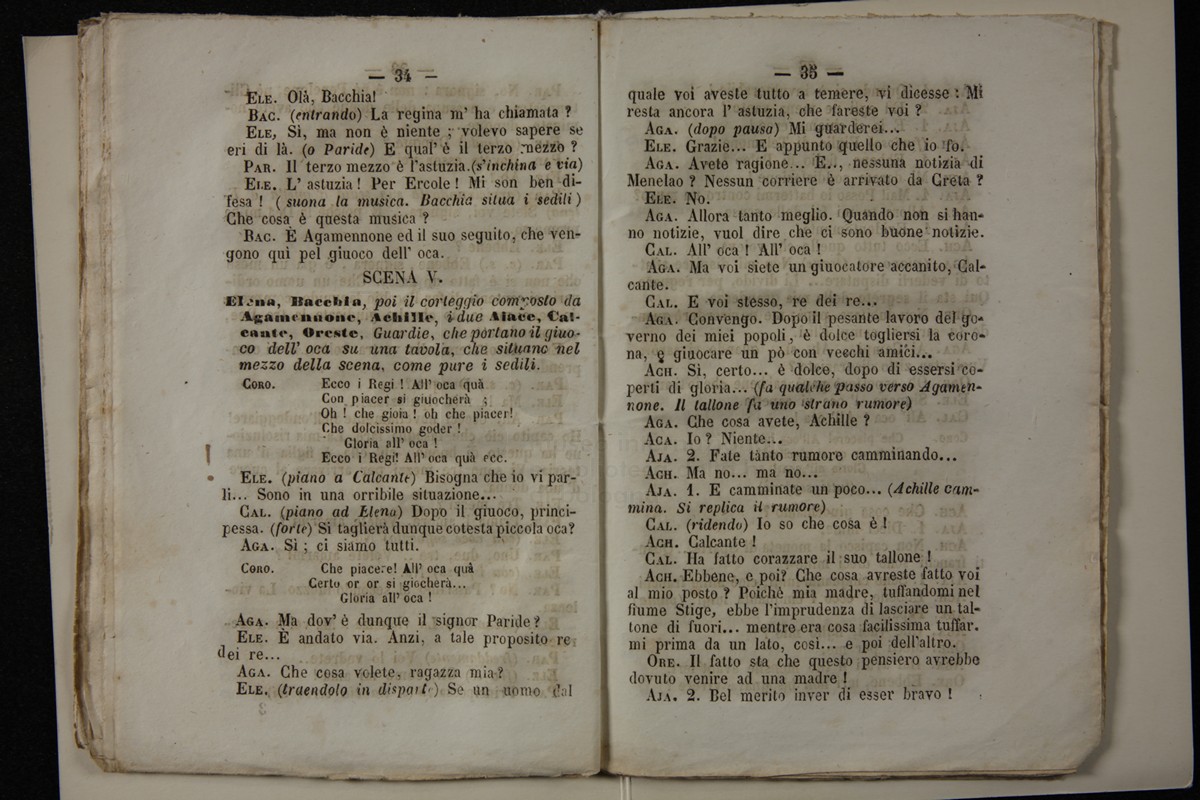 — 34 —
ELE. Olà, Bacchia!
BAC. (entrando) La regina m' ha chiamata ?
ELE, Sì, ma non è niente ; volevo sapere se
eri di là. (o Paride) E qual' è il terzo mezzo ?
PAR. Il terzo mezzo è l'astuzia.(s'inchina e via)
ELE. L' astuzia ! Per Ercole ! Mi son ben di-
fesa ! ( suona la musica. Bacchia situa i sedili )
Che cosa è questa musica ?
BAC. È Agamennone ed il suo seguito, che ven-
gono quì pel giuoco dell' oca.
SCENA V.
Elena, Bacchia, poi il corteggio composto da
Agamennone, Achille, i due Aiace, Cal-
cante, Oreste, Guardie, che portano il giuo-
co dell' oca su una tavola, che situano nel
mezzo della scena, come pure i sedili.
CORO. Ecco i Regi ! All' oca quà
Con piacer si giuocherà ;
Oh ! che gioia ! oh che piacer!
Che dolcissimo goder !
Gloria all' oca !
Ecco i Regi! All' oca quà ecc.
ELE. (piano a Calcante) Bisogna che io vi par-
li... Sono in una orribile situazione...
CAL. (piano ad Elena) Dopo il giuoco, princi-
pessa. (forte) Si taglierà dunque cotesta piccola oca?
AGA. Sì ; ci siamo tutti.
CORO. Che piacere! All' oca quà
Certo or or si giocherà...
Gloria all' oca !
AGA. Ma dov' è dunque il signor Paride ?
ELE. È andato via. Anzi, a tale proposito re
dei re...
AGA. Che cosa volete, ragazza mia ?
ELE. (traendolo in disparte) Se un uomo dal
3
— 35 —
quale voi aveste tutto a temere, vi dicesse : Mi
resta ancora l' astuzia, che fareste voi ?
AGA. (dopo pausa) Mi guarderei...
ELE. Grazie... E appunto quello che io fo.
AGA. Avete ragione... E.., nessuna notizia di
Menelao ? Nessun corriere è arrivato da Creta ?
ELE. No.
AGA. Allora tanto meglio. Quando non si han-
no notizie, vuol dire che ci sono buone notizie.
CAL. All' oca ! All' oca !
AGA. Ma voi siete un giuocatore accanito, Cal-
cante.
CAL. E voi stesso, re dei re...
AGA. Convengo. Dopo il pesante lavoro del go-
verno dei miei popoli, è dolce togliersi la coro-
na, e giuocare un pò con vecchi amici...
ACH. Sì, certo... è dolce, dopo di essersi co-
perti di gloria... (fa qualche passo verso Agamen-
none. Il tallone fa uno strano rumore)
AGA. Che cosa avete, Achille ?
ACA. Io ? Niente...
AJA. 2. Fate tanto rumore camminando...
ACH. Ma no... ma no...
AJA. 1. E camminate un poco... (Achille cam-
mina. Si replica il rumore)
CAL. (ridendo) Io so che cosa è !
ACH. Calcante !
CAL. Ha fatto corazzare il suo tallone !
ACH. Ebbene, e poi? Che cosa avreste fatto voi
al mio posto ? Poichè mia madre, tuffandomi nel
fiume Stige, ebbe l'imprudenza di lasciare un tal-
lone di fuori... mentre era cosa facilissima tuffar.
mi prima da un lato, così... e poi dell'altro.
ORE. Il fatto sta che questo pensiero avrebbe
dovuto venire ad una madre !
AJA. 2. Bel merito inver di esser bravo !